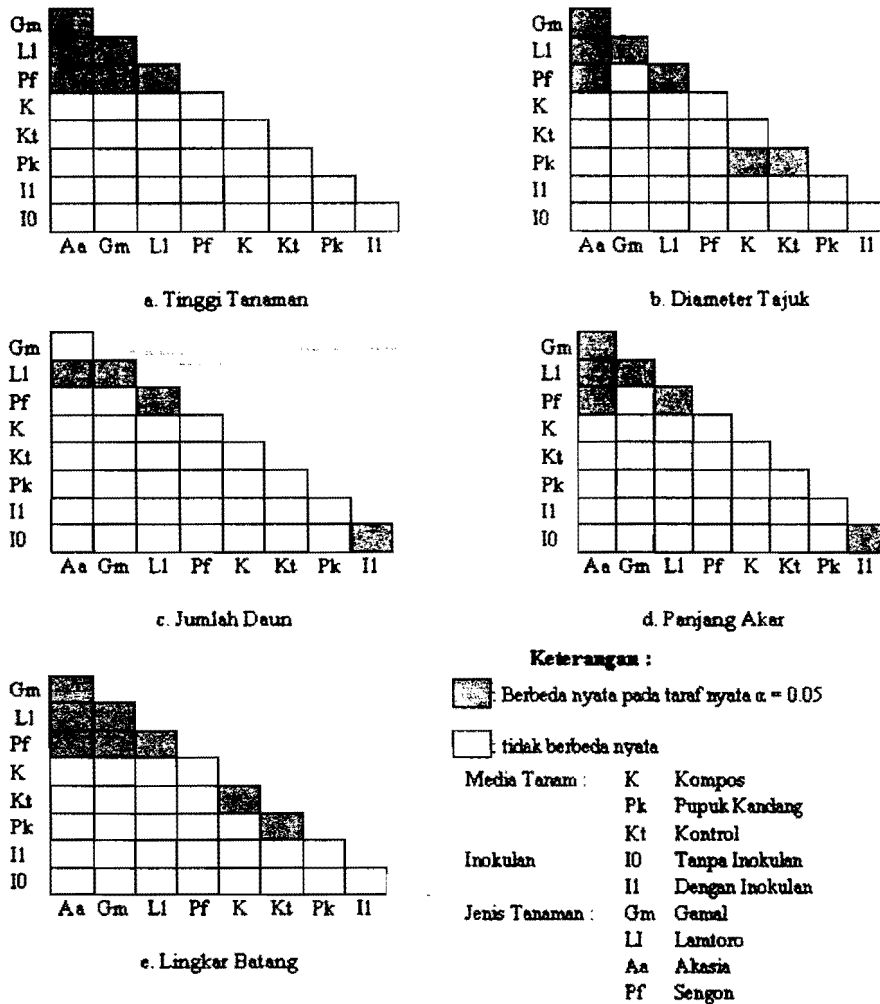 Gm
Ll
Pf
K
Kt
Pk
I1
I0
Aa Gm Ll Pf K Kt Pk I1
a. Tinggi Tanaman
Gm
Ll
Pf
K
Kt
Pk
I1
I0
Aa Gm Ll Pf K Kt Pk I1
b. Diameter Tajuk
Gm
Ll
Pf
K
Kt
Pk
I1
I0
Aa Gm Ll Pf K Kt Pk I1
c. Jumlah Daun
Gm
Ll
Pf
K
Kt
Pk
I1
I0
Aa Gm Ll Pf K Kt Pk I1
d. Panjang Akar
Gm
Ll
Pf
K
Kt
Pk
I1
I0
Aa Gm Ll Pf K Kt Pk I1
e. Lingkar Batang
Keterangan :
: Berbeda nyata pada taraf nyata α = 0.05
: tidak berbeda nyata
Media Tanam : K Kompos
Pk Pupuk Kandang
Kt Kontrol
Inokulan I0 Tanpa Inokulan
I1 Dengan Inokulan
Jenis Tanaman : Gm Gamal
Ll Lamtoro
Aa Akasia
Pf Sengon